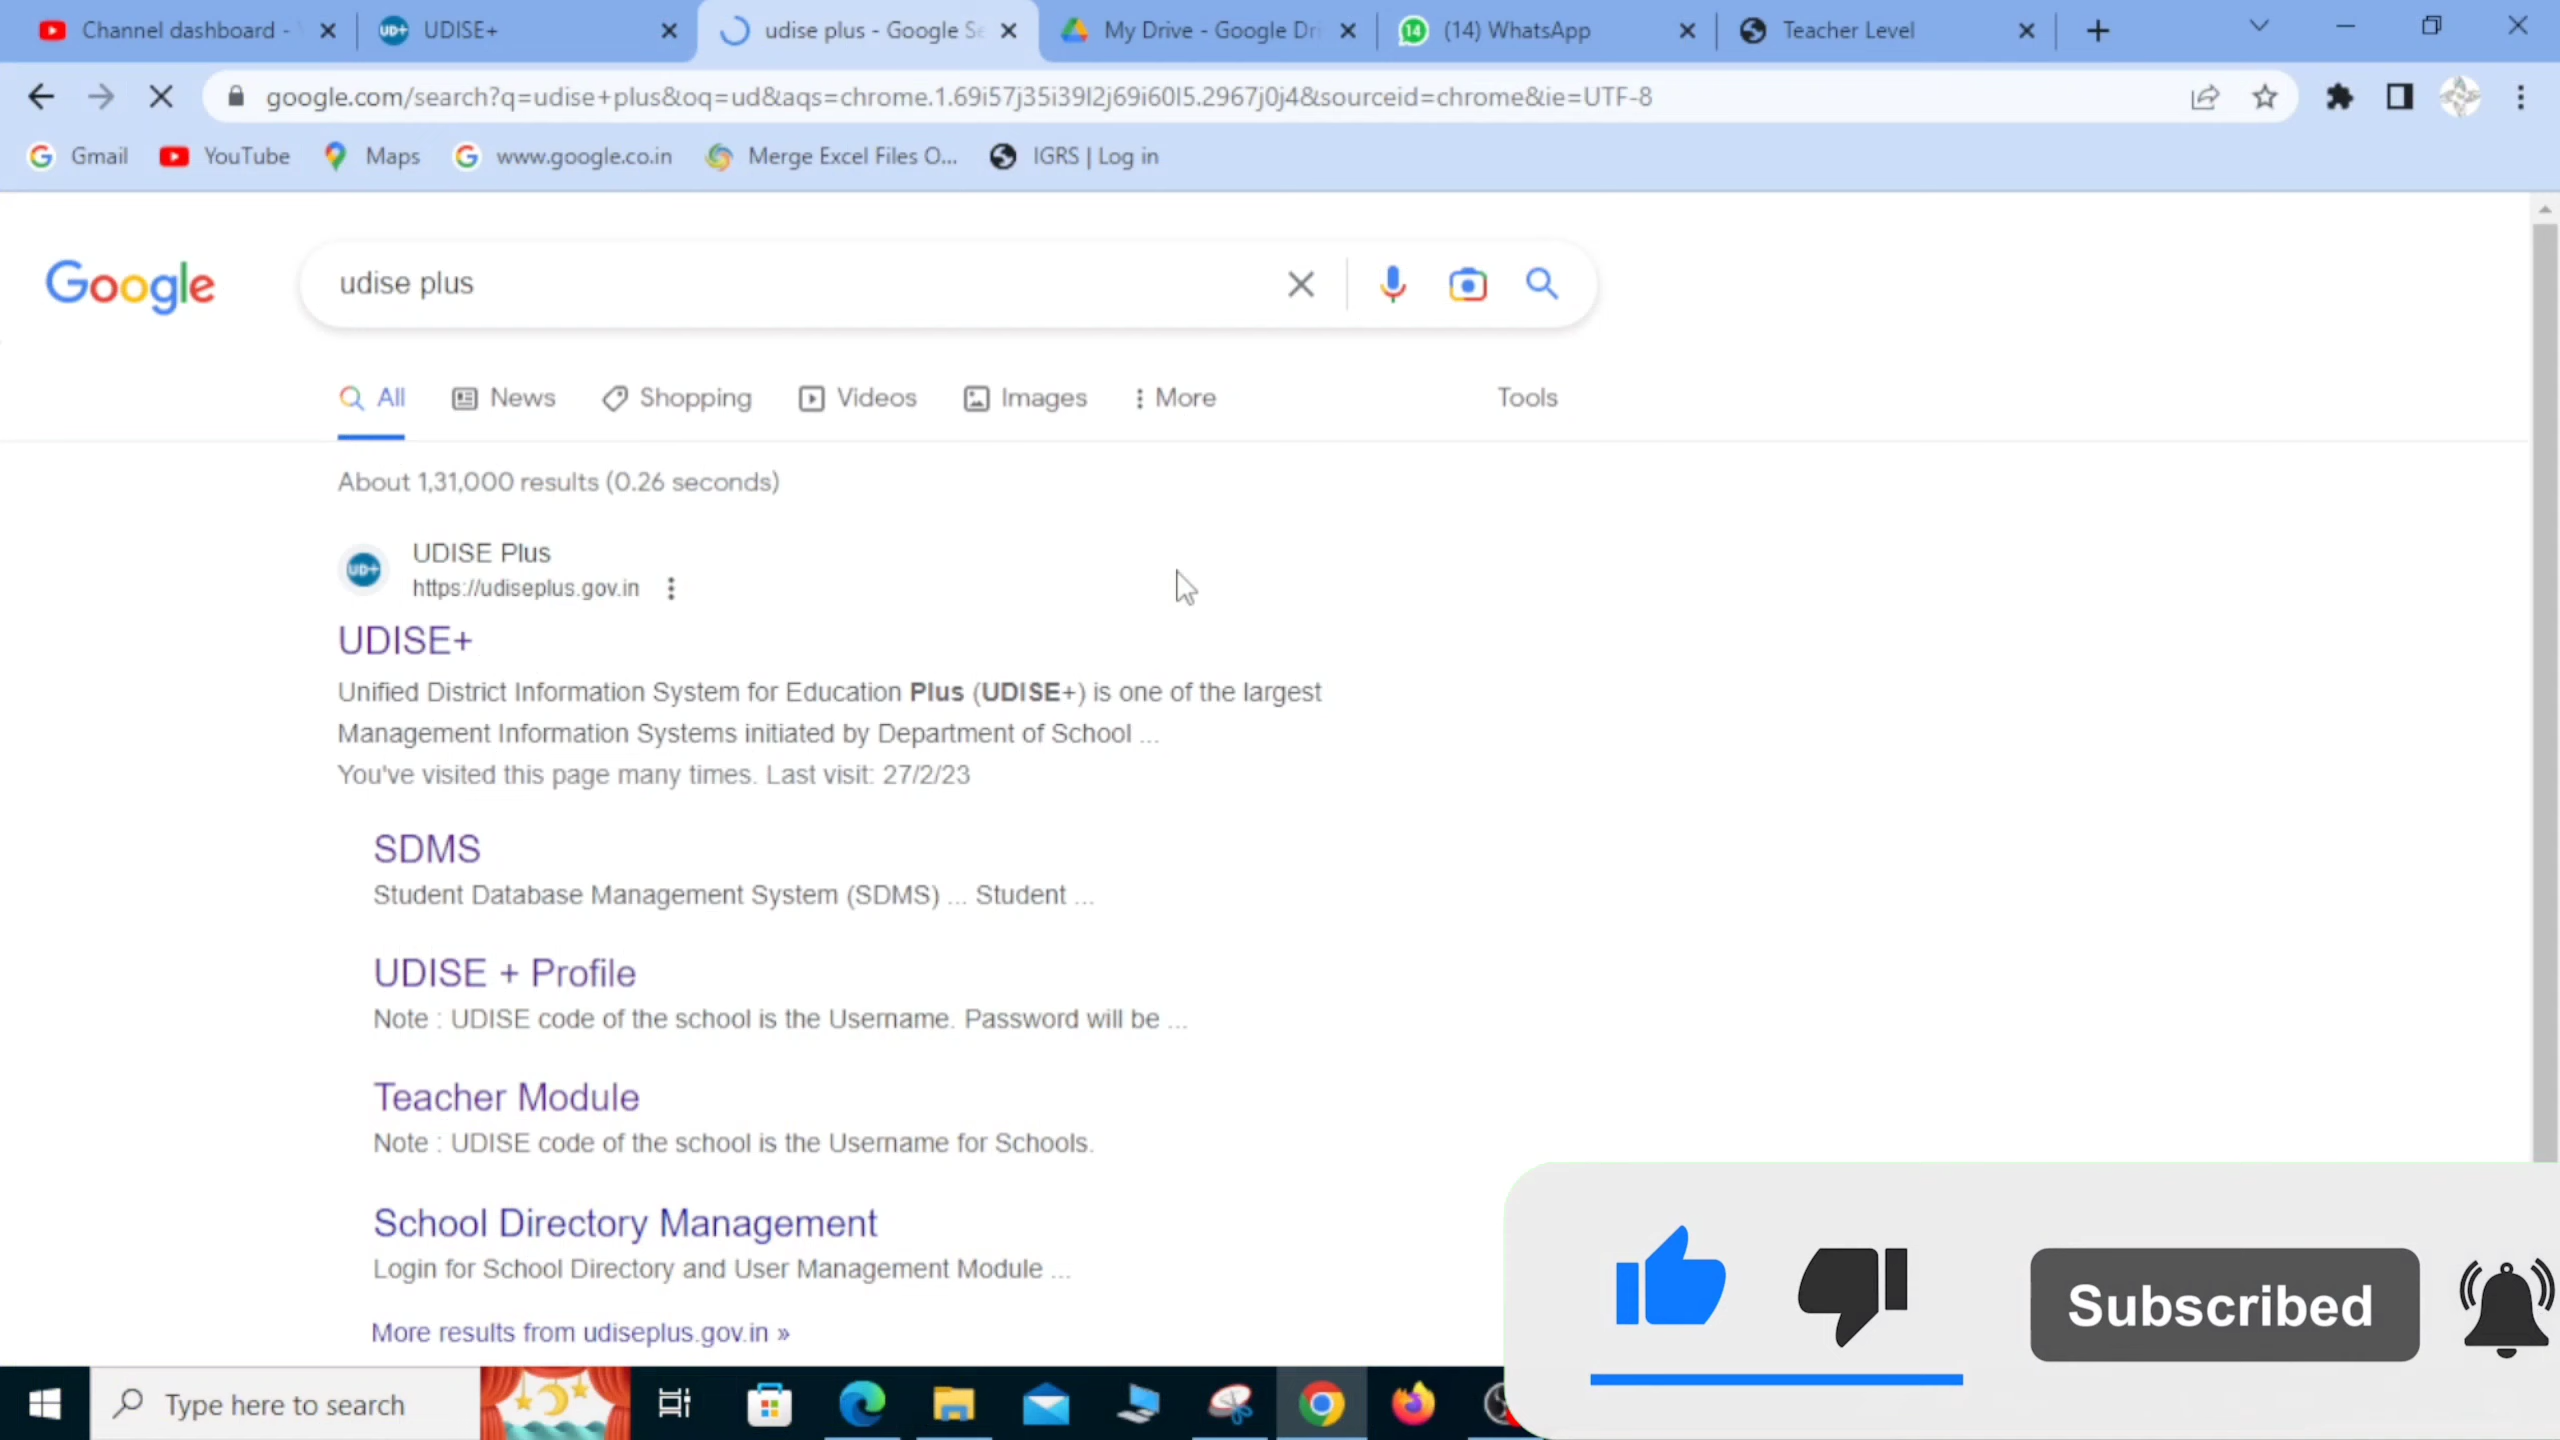 Channel dashboard -
UDISE+
udise plus - Google Se
My Drive - Google Dri
(14) WhatsApp
Teacher Level
google.com/search?q=udise+plus&oq=ud&aqs=chrome.1.69i57j35i39l2j69i60l5.2967j0j4&sourceid=chrome&ie=UTF-8
Gmail
YouTube
Maps
www.google.co.in
Merge Excel Files O...
IGRS | Log in
Google
udise plus
All
News
Shopping
Videos
Images
More
Tools
About 1,31,000 results (0.26 seconds)
UD+
UDISE Plus
https://udiseplus.gov.in
UDISE+
Unified District Information System for Education Plus (UDISE+) is one of the largest
Management Information Systems initiated by Department of School ...
You've visited this page many times. Last visit: 27/2/23
SDMS
Student Database Management System (SDMS) ... Student ...
UDISE + Profile
Note : UDISE code of the school is the Username. Password will be ...
Teacher Module
Note : UDISE code of the school is the Username for Schools.
School Directory Management
Login for School Directory and User Management Module ...
More results from udiseplus.gov.in »
Subscribed
Type here to search